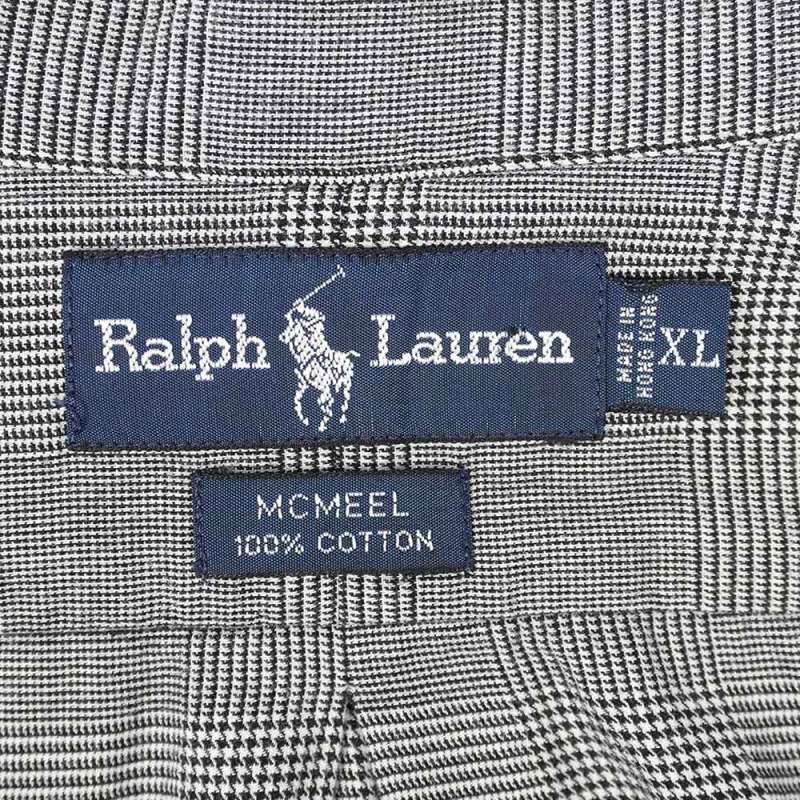 Ralph Lauren
MADE IN
HONG KONG
XL
MCMEEL
100% COTTON